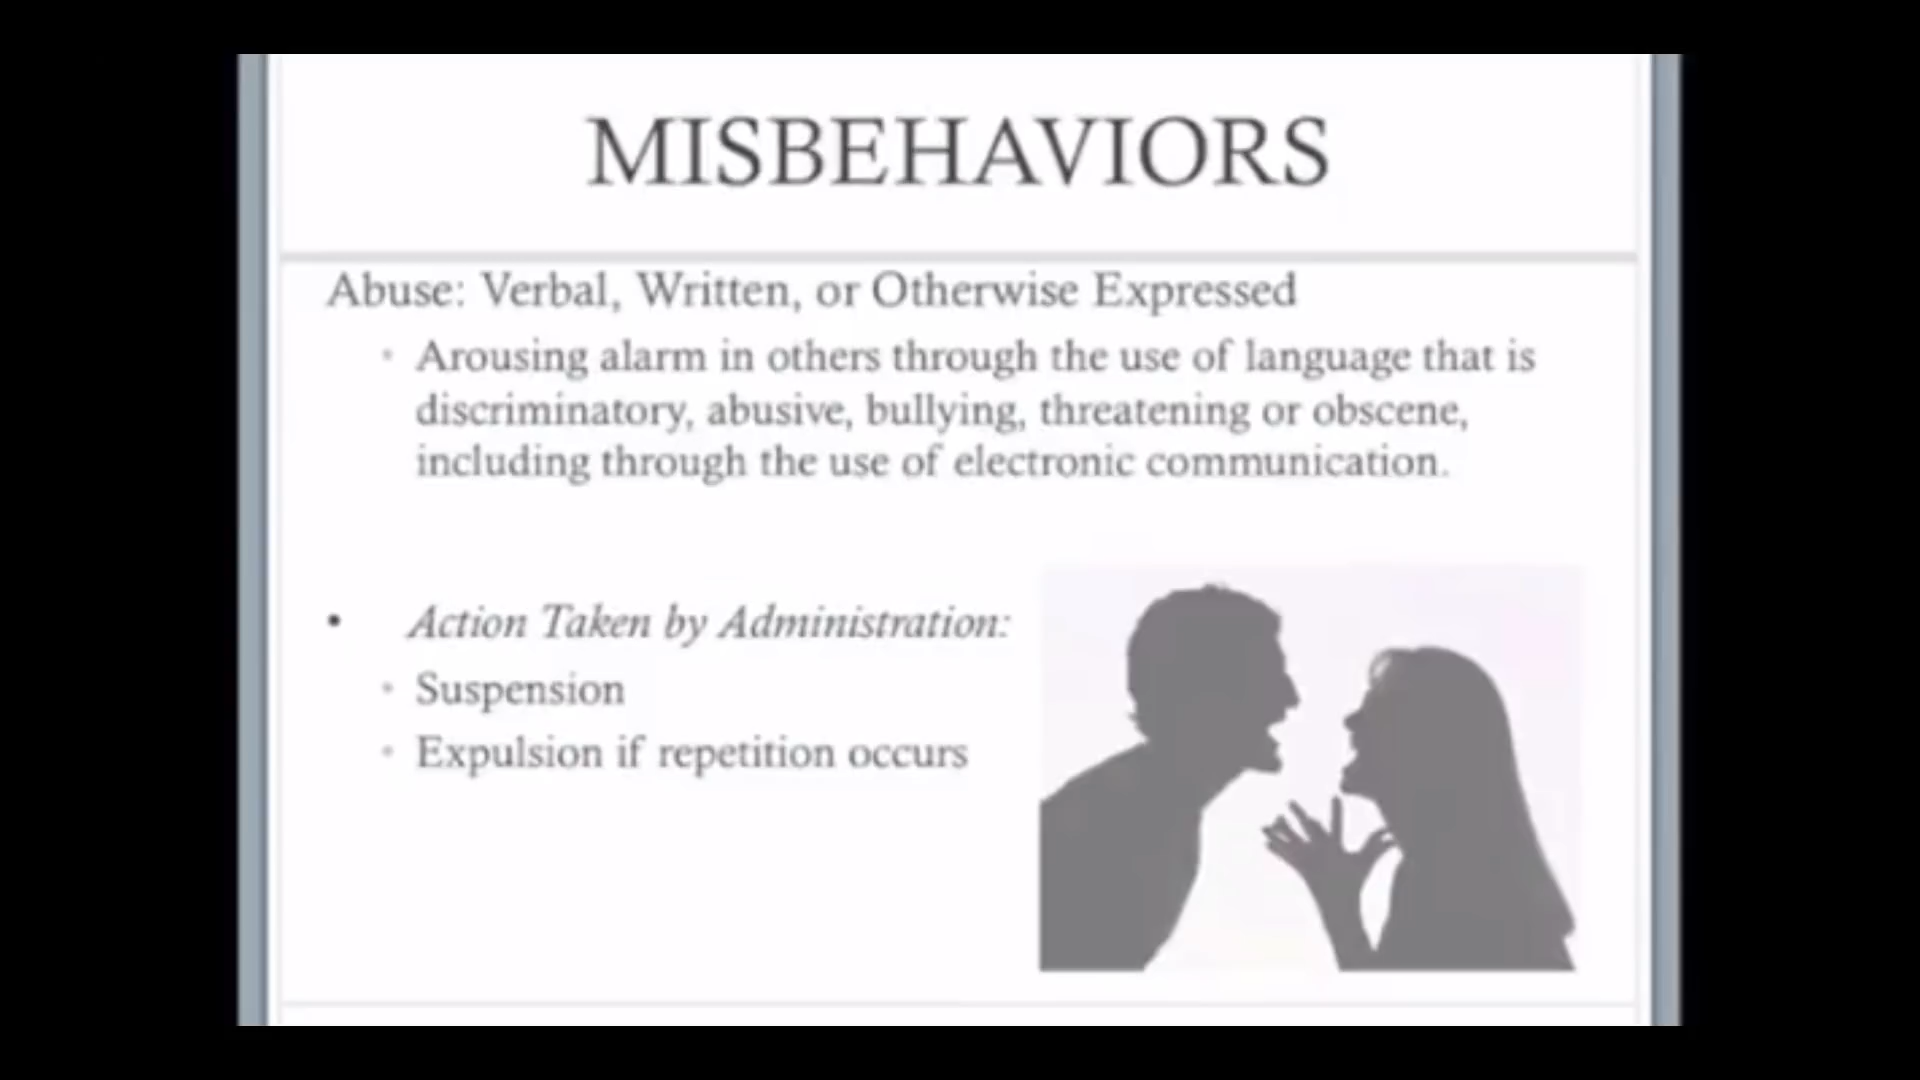 MISBEHAVIORS
Abuse: Verbal, Written, or Otherwise Expressed
• Arousing alarm in others through the use of language that is
discriminatory, abusive, bullying, threatening or obscene,
including through the use of electronic communication.
• Action Taken by Administration:
• Suspension
• Expulsion if repetition occurs